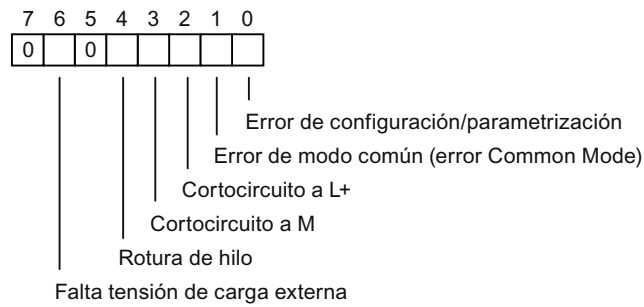 7 6 5 4 3 2 1 0
0 0
Error de configuración/parametrización
Error de modo común (error Common Mode)
Cortocircuito a L+
Cortocircuito a M
Rotura de hilo
Falta tensión de carga externa